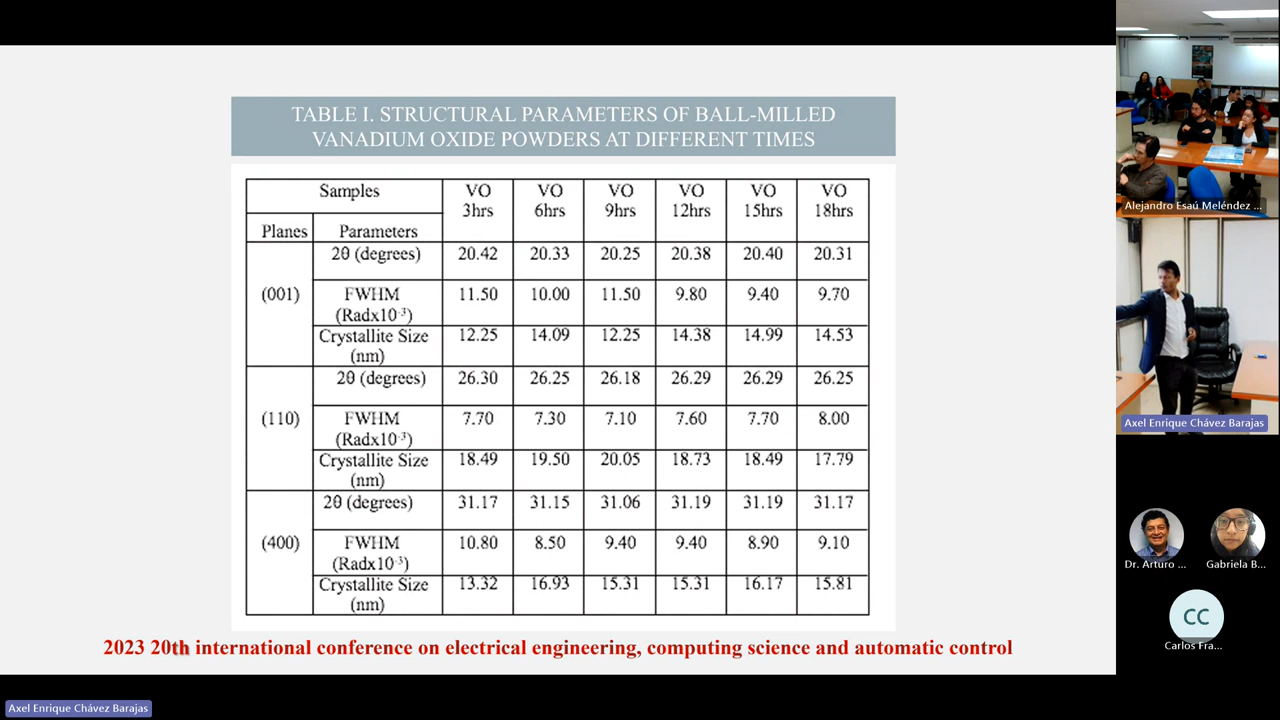 TABLE I. STRUCTURAL PARAMETERS OF BALL-MILLED
VANADIUM OXIDE POWDERS AT DIFFERENT TIMES
Samples VO VO VO VO VO VO
3hrs 6hrs 9hrs 12hrs 15hrs 18hrs
Planes Parameters
2θ (degrees) 20.42 20.33 20.25 20.38 20.40 20.31
(001) FWHM 11.50 10.00 11.50 9.80 9.40 9.70
(Radx10⁻³)
Crystallite Size 12.25 14.09 12.25 14.38 14.99 14.53
(nm)
2θ (degrees) 26.30 26.25 26.18 26.29 26.29 26.25
(110) FWHM 7.70 7.30 7.10 7.60 7.70 8.00
(Radx10⁻³)
Crystallite Size 18.49 19.50 20.05 18.73 18.49 17.79
(nm)
2θ (degrees) 31.17 31.15 31.06 31.19 31.19 31.17
(400) FWHM 10.80 8.50 9.40 9.40 8.90 9.10
(Radx10⁻³)
Crystallite Size 13.32 16.93 15.31 15.31 16.17 15.81
(nm)
2023 20th international conference on electrical engineering, computing science and automatic control
Axel Enrique Chávez Barajas
Alejandro Esaú Meléndez ...
Axel Enrique Chávez Barajas
Dr. Arturo ...
Gabriela B...
CC
Carlos Fra...